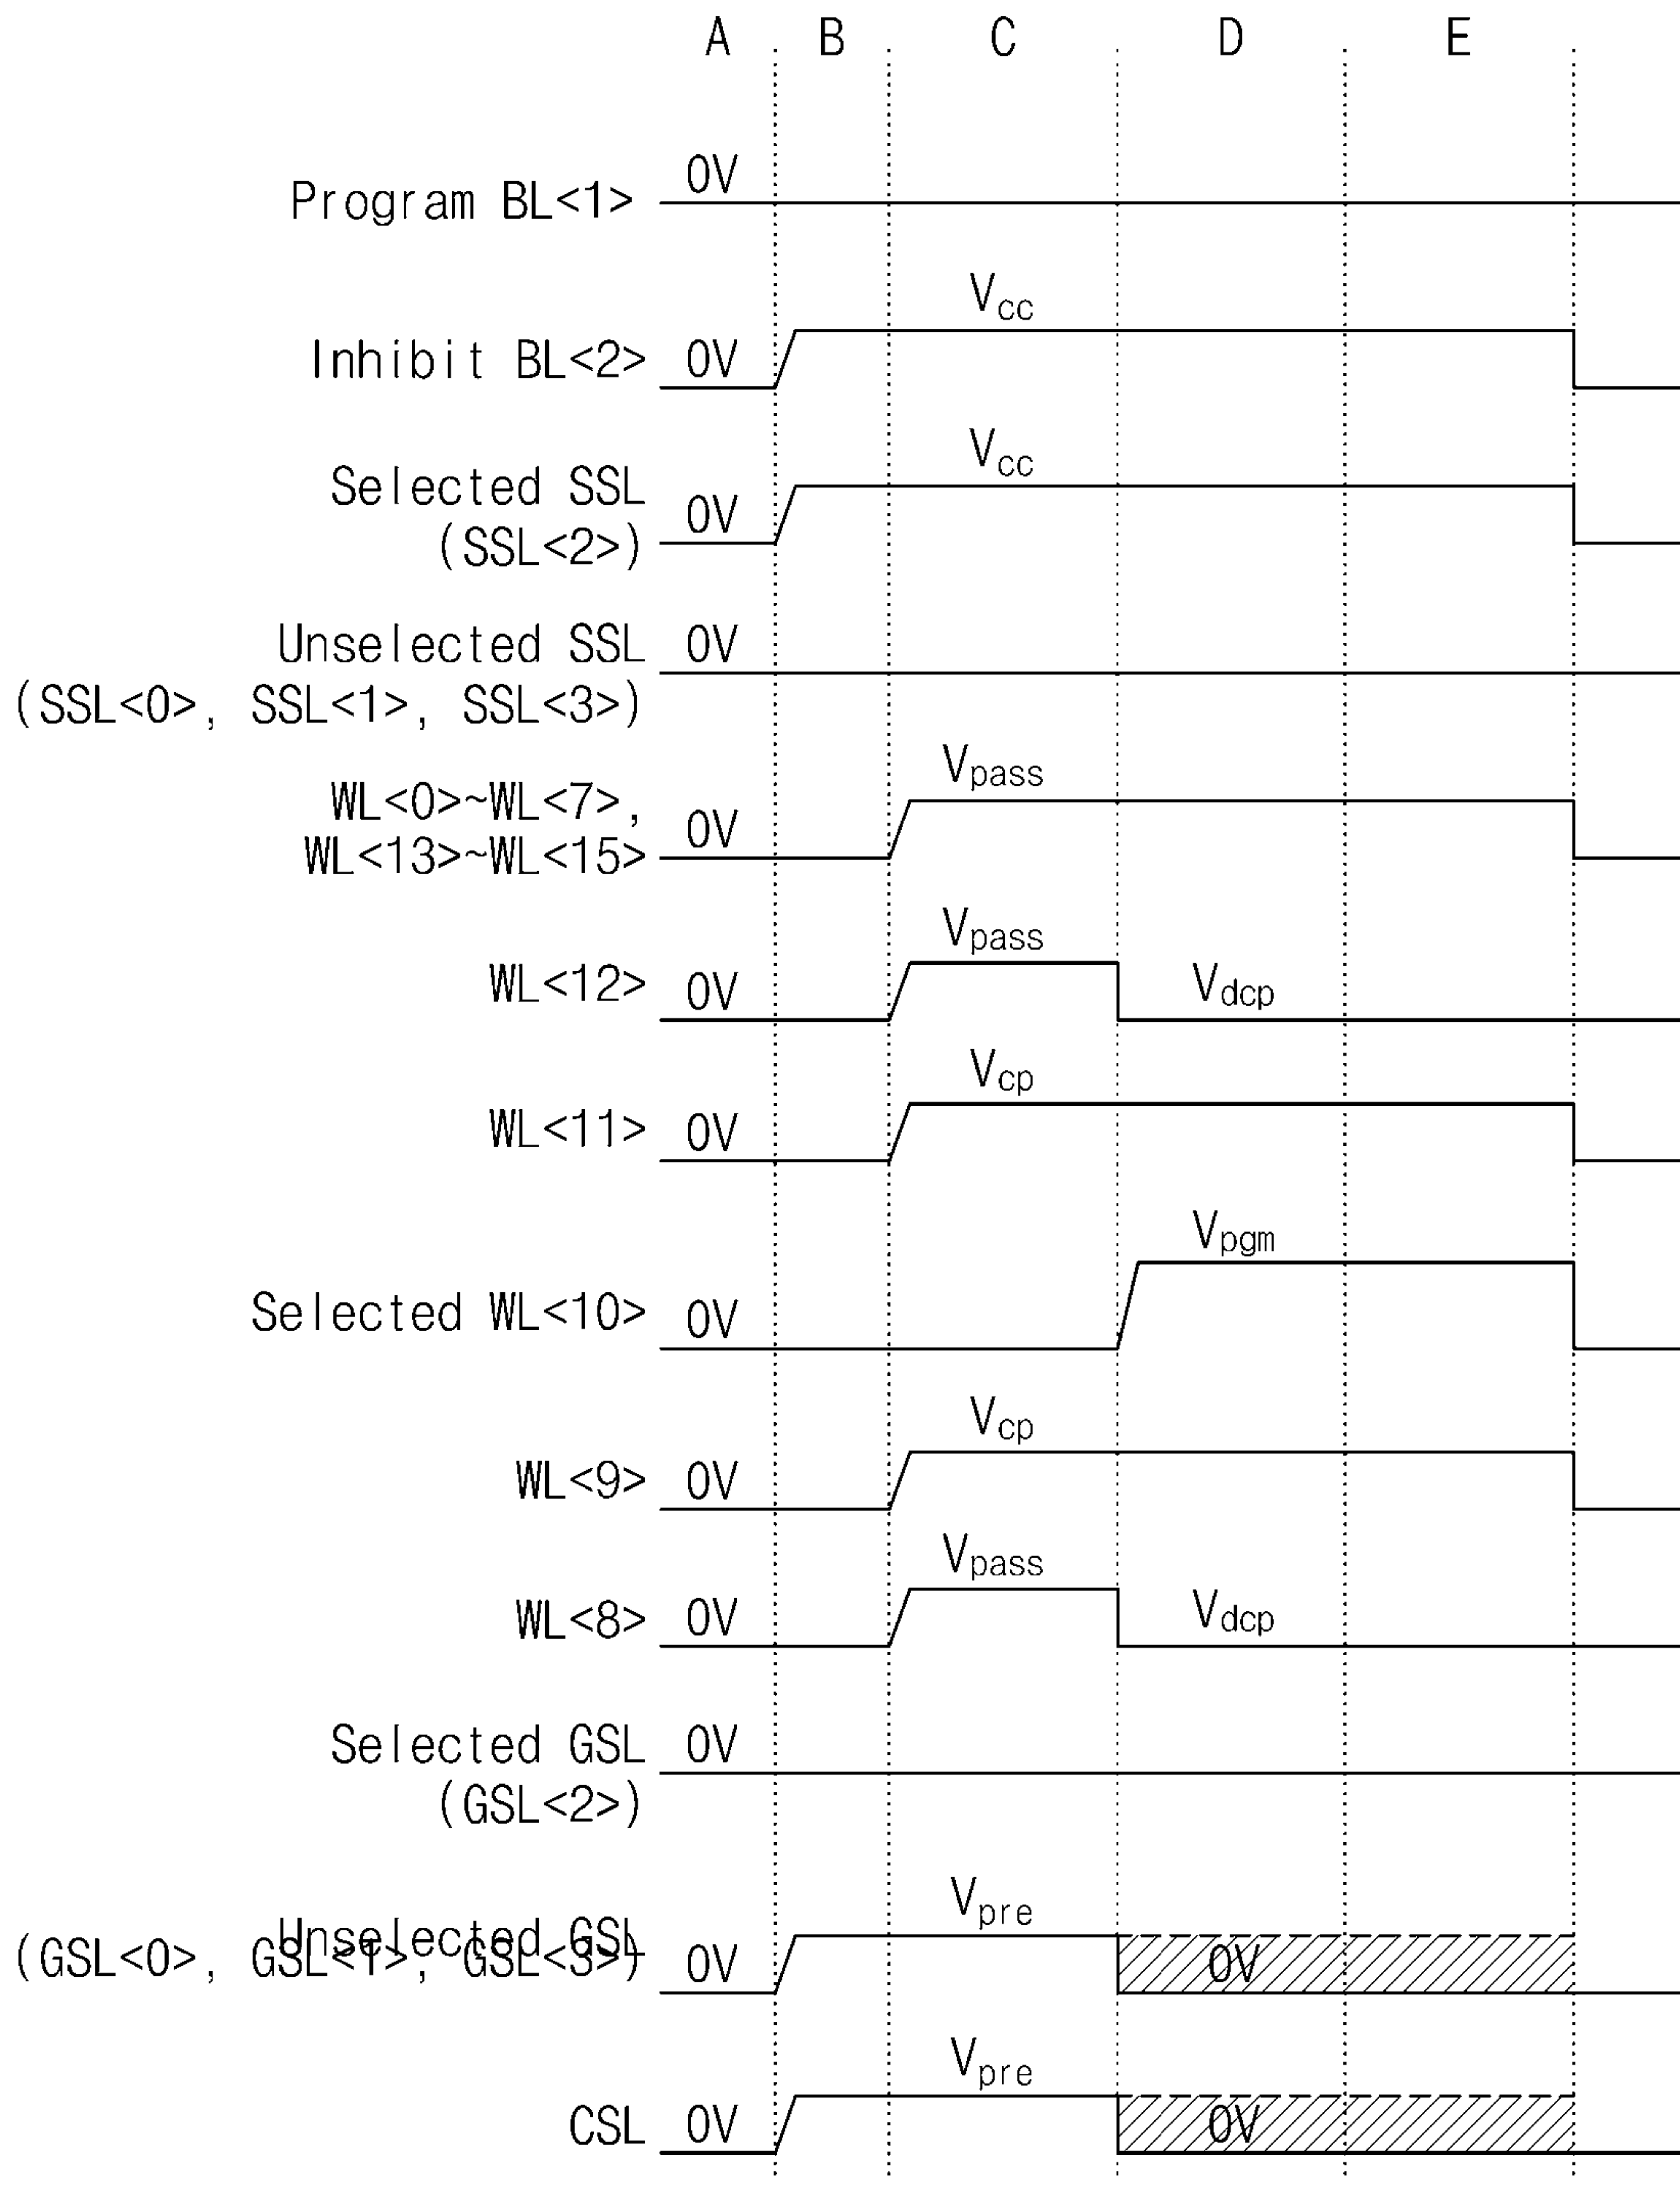 A B C D E
Program BL<1> 0V
Vcc
Inhibit BL<2> 0V
Vcc
Selected SSL
(SSL<2>) 0V
Unselected SSL 0V
(SSL<0>, SSL<1>, SSL<3>)
Vpass
WL<0>~WL<7>,
WL<13>~WL<15> 0V
Vpass
WL<12> 0V Vdcp
Vcp
WL<11> 0V
Vpgm
Selected WL<10> 0V
Vcp
WL<9> 0V
Vpass
WL<8> 0V Vdcp
Selected GSL 0V
(GSL<2>)
Vpre
Unselected GSL
(GSL<0>, GSL<1>, GSL<3>) 0V 0V
Vpre
CSL 0V 0V